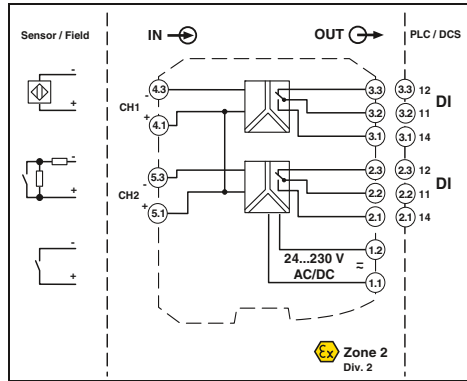 Sensor / Field
IN
OUT
PLC / DCS
-
+
4.3
-
CH1
+
4.1
3.3
3.2
3.1
3.3 12
3.2 11
3.1 14
DI
-
+
5.3
-
CH2
+
5.1
2.3
2.2
2.1
2.3 12
2.2 11
2.1 14
DI
-
+
24...230 V
AC/DC
1.2
1.1
Ex
Zone 2
Div. 2